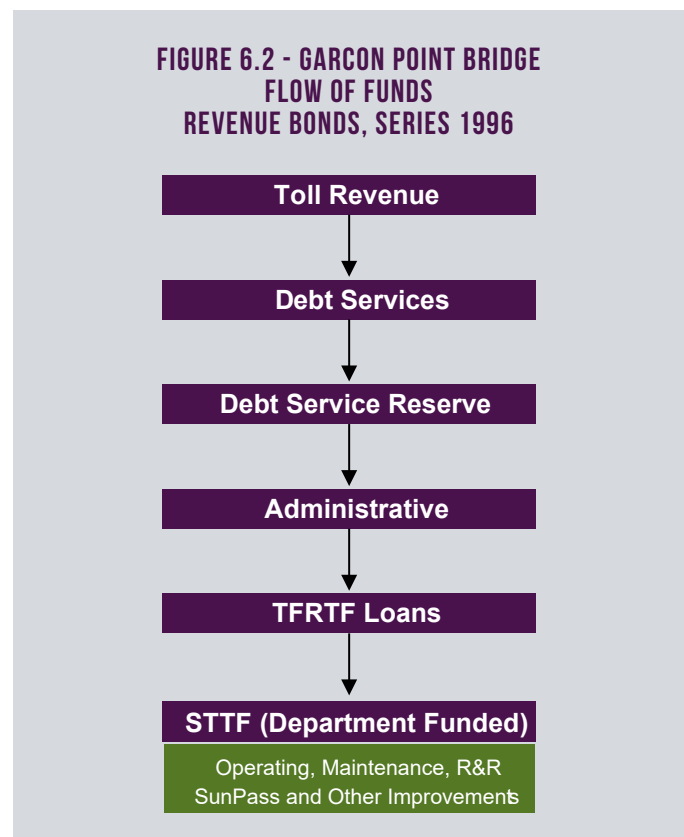 FIGURE 6.2 - GARCON POINT BRIDGE
FLOW OF FUNDS
REVENUE BONDS, SERIES 1996
Toll Revenue
Debt Services
Debt Service Reserve
Administrative
TFRTF Loans
STTF (Department Funded)
Operating, Maintenance, R&R
SunPass and Other Improvements